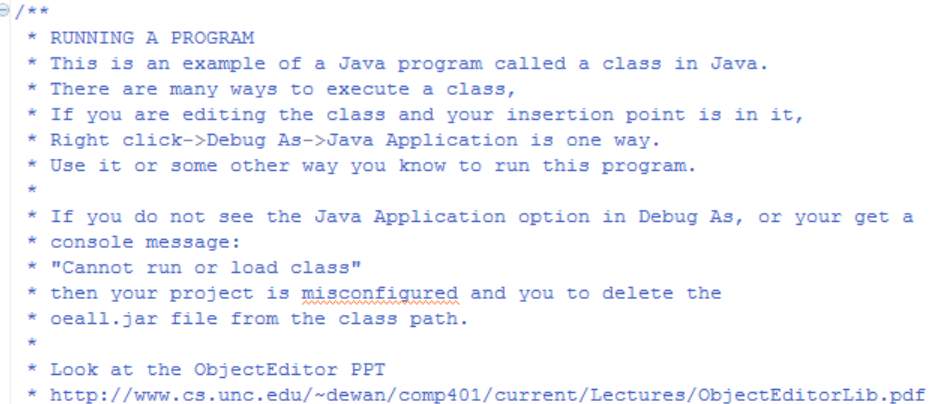 /**
* RUNNING A PROGRAM
* This is an example of a Java program called a class in Java.
* There are many ways to execute a class,
* If you are editing the class and your insertion point is in it,
* Right click->Debug As->Java Application is one way.
* Use it or some other way you know to run this program.
*
* If you do not see the Java Application option in Debug As, or your get a
* console message:
* "Cannot run or load class"
* then your project is misconfigured and you to delete the
* oeall.jar file from the class path.
*
* Look at the ObjectEditor PPT
* http://www.cs.unc.edu/~dewan/comp401/current/Lectures/ObjectEditorLib.pdf